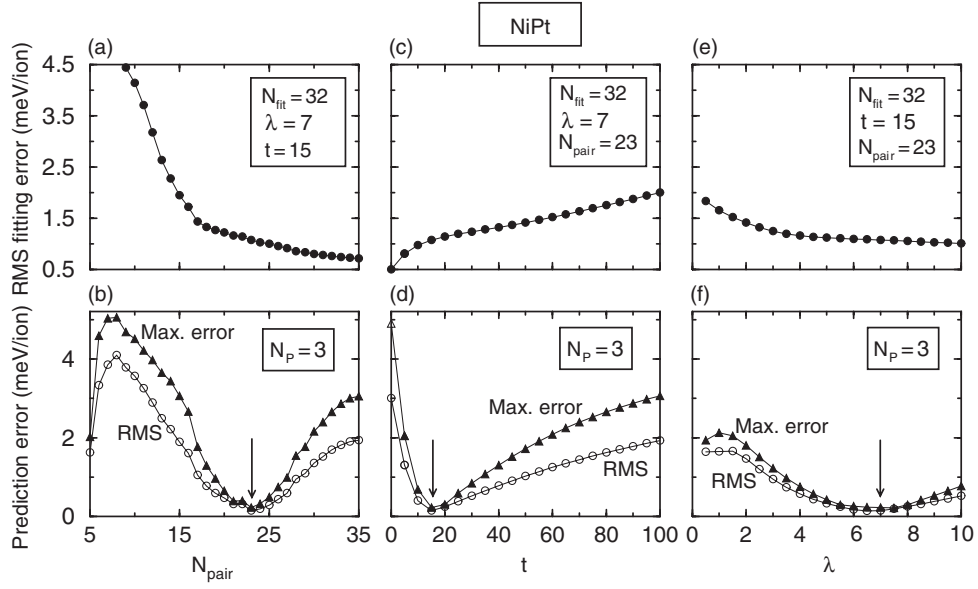 NiPt
(a)
(c)
(e)
RMS fitting error (meV/ion)
4.5
3.5
2.5
1.5
0.5
N_fit = 32
λ = 7
t = 15
N_fit = 32
λ = 7
N_pair = 23
N_fit = 32
t = 15
N_pair = 23
(b)
(d)
(f)
Prediction error (meV/ion)
4
2
0
Max. error
RMS
N_P = 3
Max. error
RMS
N_P = 3
Max. error
RMS
N_P = 3
5 15 25 35
0 20 40 60 80 100
0 2 4 6 8 10
N_pair
t
λ